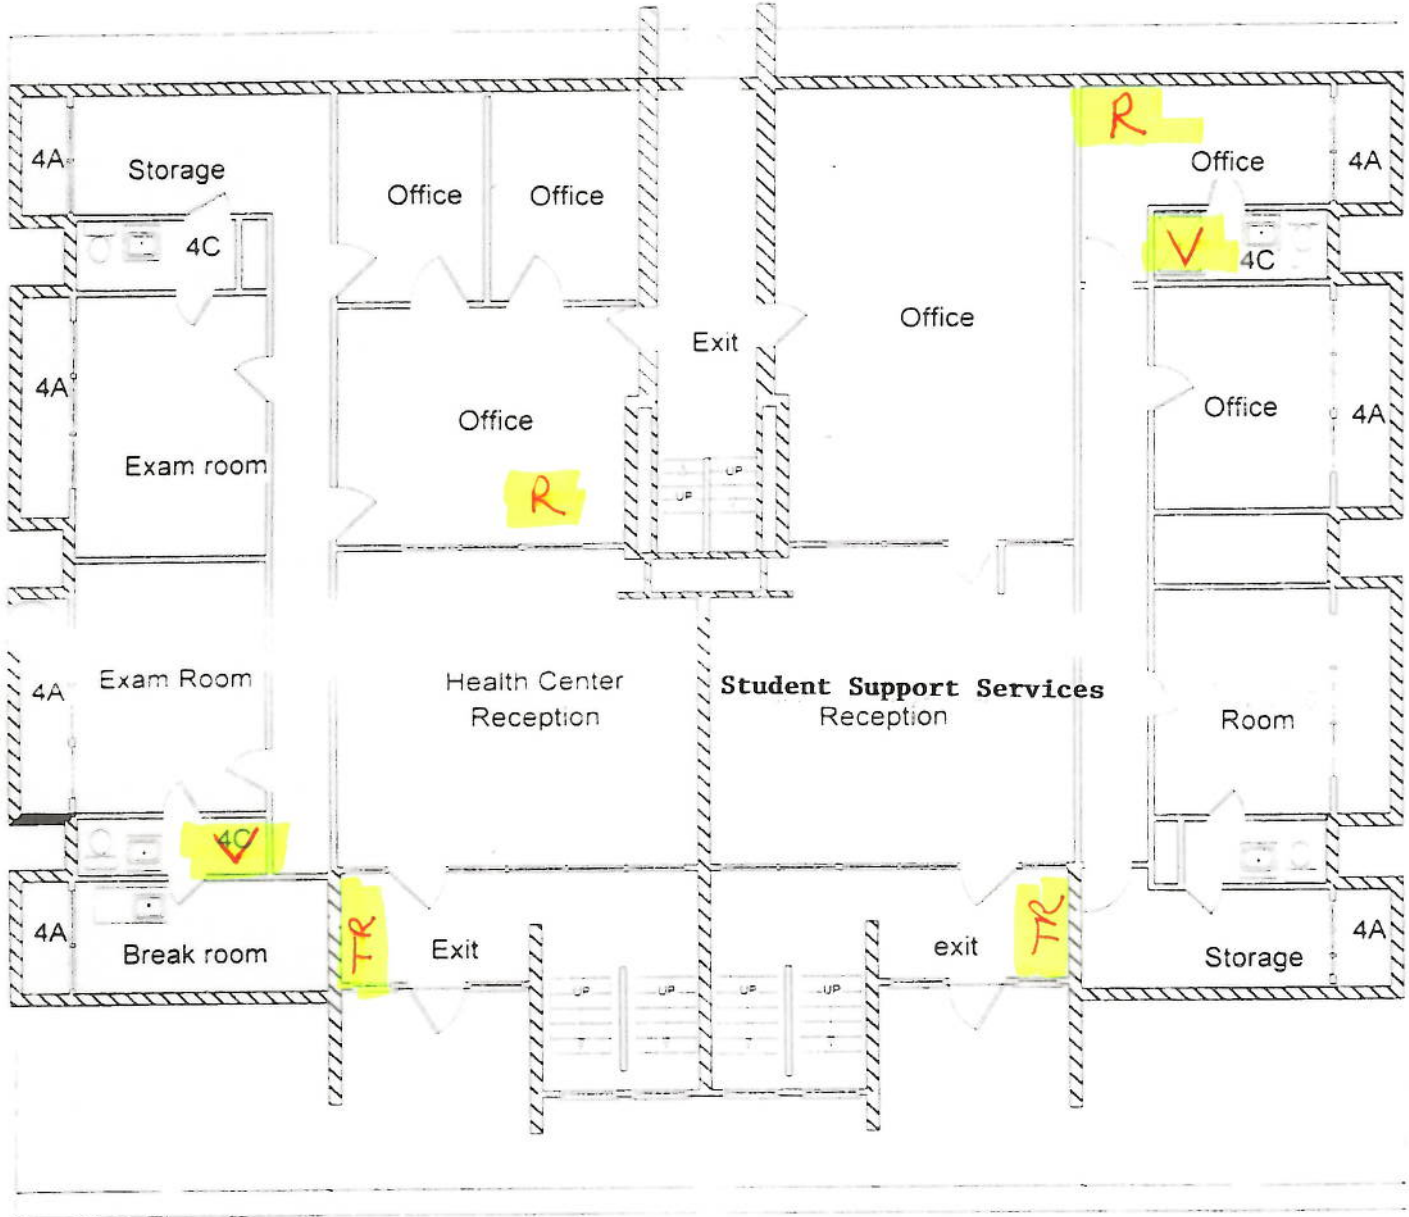 R
4A
Storage
Office
Office
Office
4A
4C
V
4C
Exit
Office
4A
Office
Office
4A
Exam room
R
UP
UP
4A
Exam Room
Health Center
Reception
Student Support Services
Reception
Room
4C
V
4A
Break room
TR
Exit
exit
TR
Storage
4A
UP
UP
UP
UP